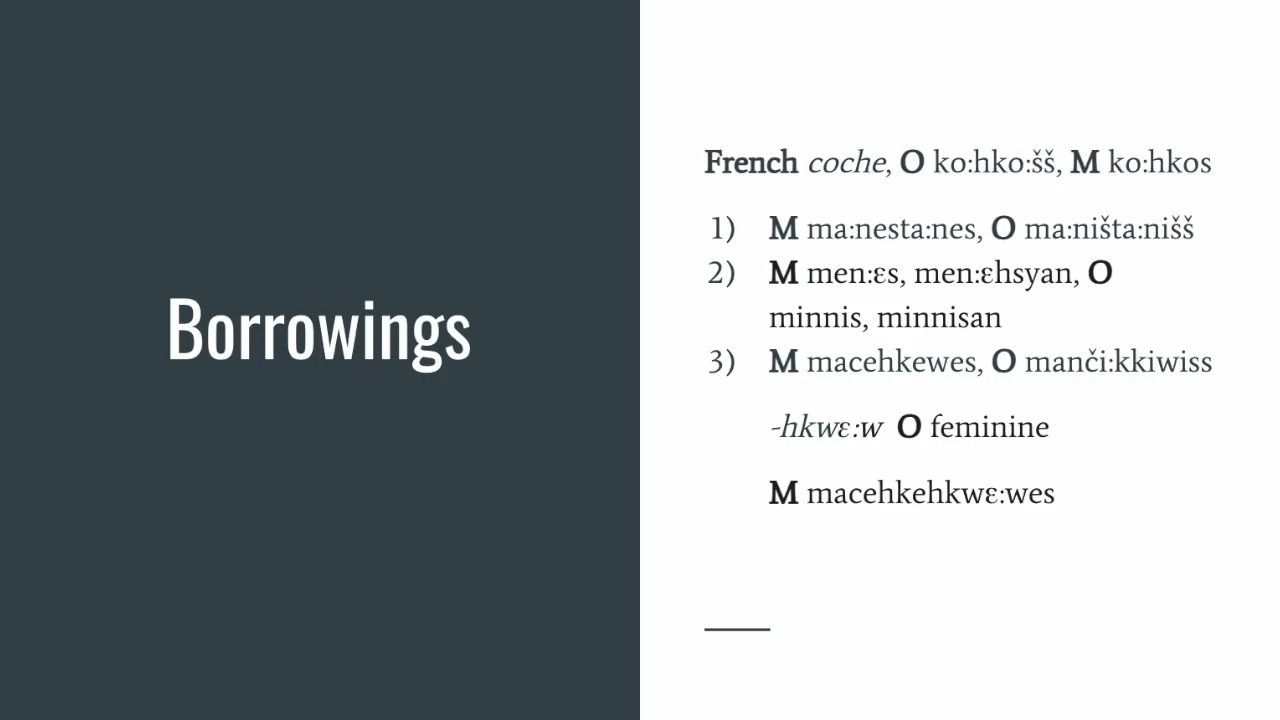 Borrowings
French coche, O ko:hko:šš, M ko:hkos
1) M ma:nesta:nes, O ma:ništa:nišš
2) M men:ɛs, men:ɛhsyan, O
minnis, minnisan
3) M macehkewes, O manči:kkiwiss
-hkwɛ:w O feminine
M macehkehkwɛ:wes